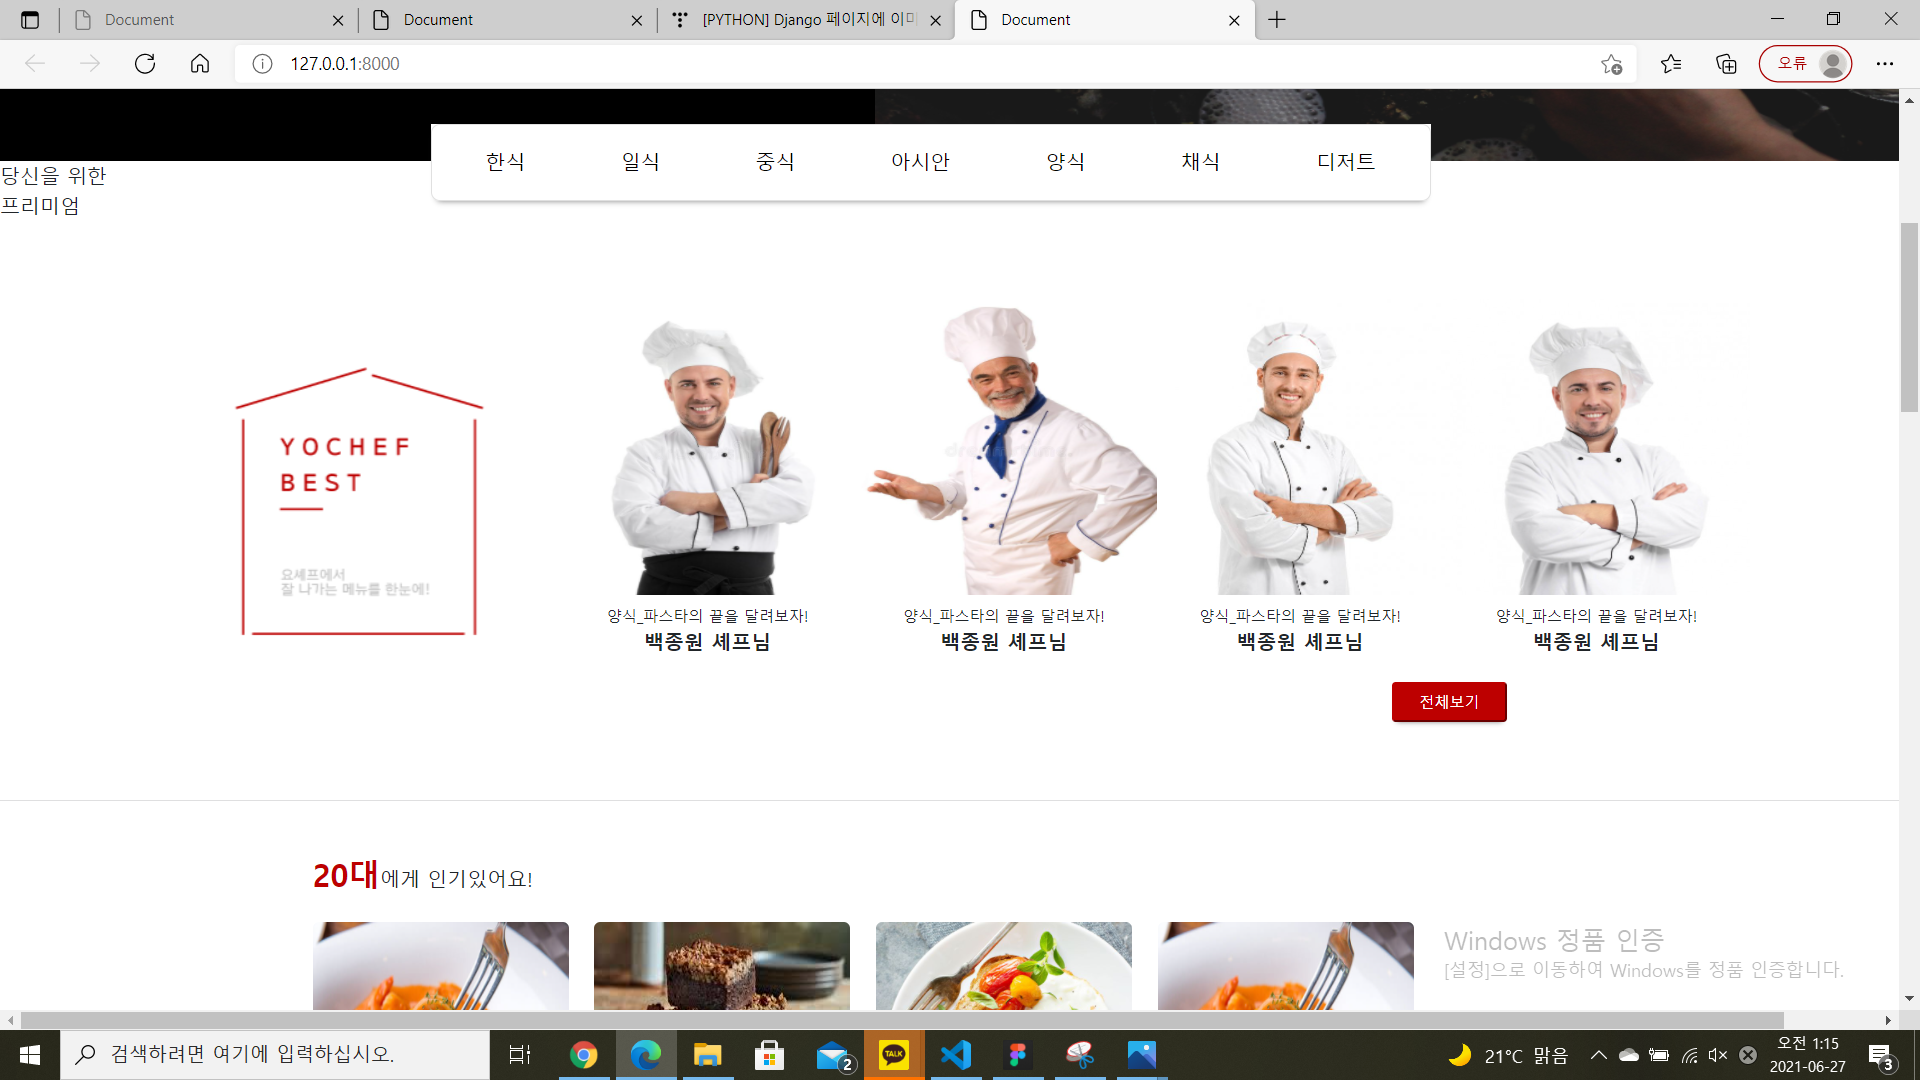 Document
Document
[PYTHON] Django 페이지에 이미
Document
127.0.0.1:8000
오류
한식 일식 중식 아시안 양식 채식 디저트
당신을 위한
프리미엄
YOCHEF
BEST
요셰프에서
잘 나가는 메뉴를 한눈에!
양식_파스타의 끝을 달려보자!
백종원 셰프님
양식_파스타의 끝을 달려보자!
백종원 셰프님
양식_파스타의 끝을 달려보자!
백종원 셰프님
양식_파스타의 끝을 달려보자!
백종원 셰프님
전체보기
20대에게 인기있어요!
Windows 정품 인증
[설정]으로 이동하여 Windows를 정품 인증합니다.
검색하려면 여기에 입력하십시오.
TALK
2
21°C 맑음
오전 1:15
2021-06-27
3